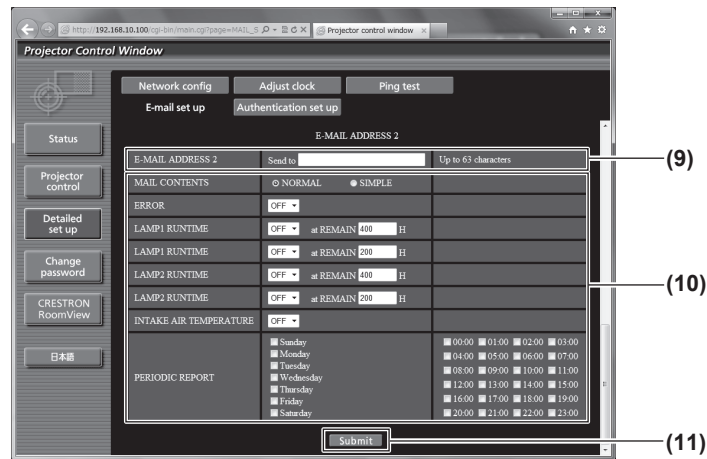 http://192.168.10.100/cgi-bin/main.cgi?page=MAIL_S
Projector control window
Projector Control Window
Network config Adjust clock Ping test
E-mail set up Authentication set up
Status
Projector control
Detailed set up
Change password
CRESTRON RoomView
日本語
E-MAIL ADDRESS 2
E-MAIL ADDRESS 2 Send to Up to 63 characters (9)
MAIL CONTENTS NORMAL SIMPLE
ERROR OFF
LAMP1 RUNTIME OFF at REMAIN 400 H
LAMP1 RUNTIME OFF at REMAIN 200 H
LAMP2 RUNTIME OFF at REMAIN 400 H
(10)
LAMP2 RUNTIME OFF at REMAIN 200 H
INTAKE AIR TEMPERATURE OFF
PERIODIC REPORT
Sunday
Monday
Tuesday
Wednesday
Thursday
Friday
Saturday
00:00 01:00 02:00 03:00
04:00 05:00 06:00 07:00
08:00 09:00 10:00 11:00
12:00 13:00 14:00 15:00
16:00 17:00 18:00 19:00
20:00 21:00 22:00 23:00
Submit (11)